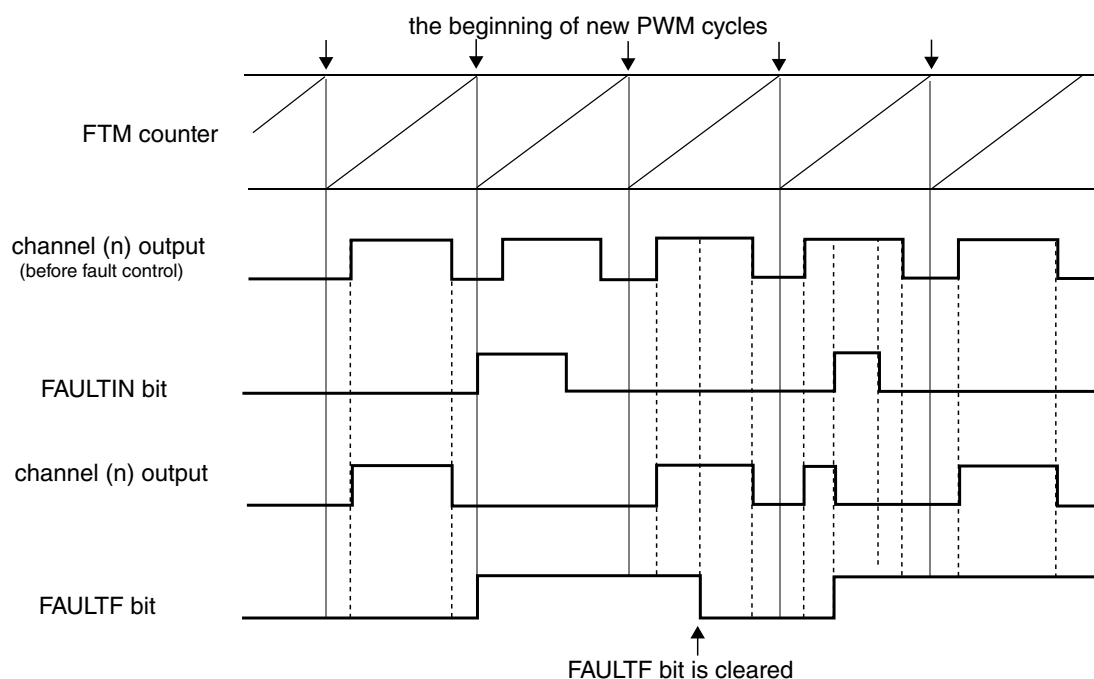 the beginning of new PWM cycles
FTM counter
channel (n) output
(before fault control)
FAULTIN bit
channel (n) output
FAULTF bit
FAULTF bit is cleared